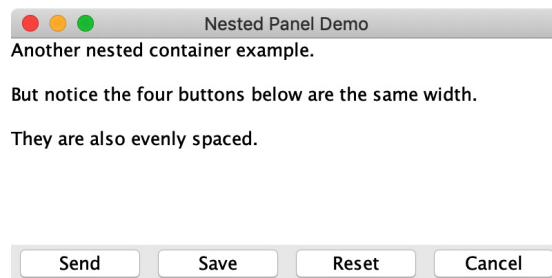 Nested Panel Demo
Another nested container example.
But notice the four buttons below are the same width.
They are also evenly spaced.
Send Save Reset Cancel